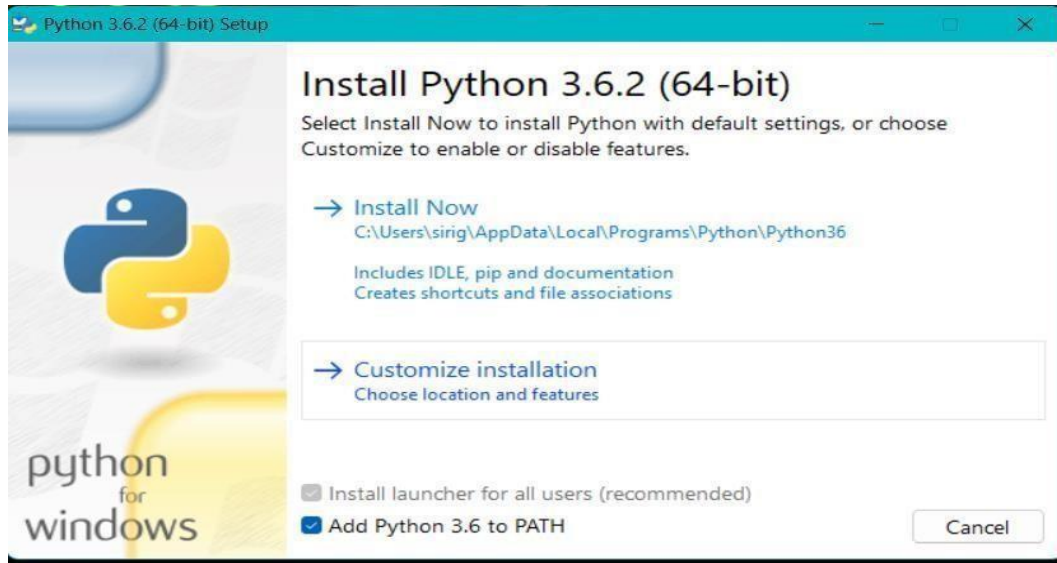 Python 3.6.2 (64-bit) Setup
Install Python 3.6.2 (64-bit)
Select Install Now to install Python with default settings, or choose
Customize to enable or disable features.
Install Now
C:\Users\sirig\AppData\Local\Programs\Python\Python36
Includes IDLE, pip and documentation
Creates shortcuts and file associations
Customize installation
Choose location and features
python
for
windows
Install launcher for all users (recommended)
Add Python 3.6 to PATH
Cancel